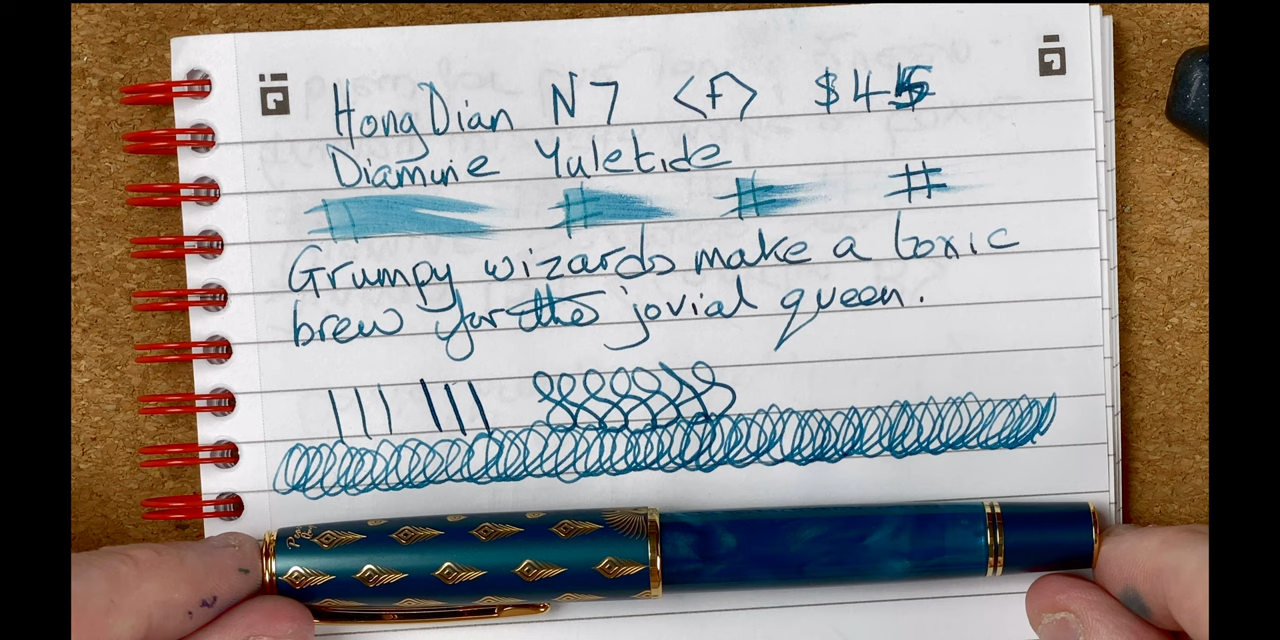 HongDian N7 <F> $45
Diamine Yuletide
# # #
Grumpy wizards make a toxic
brew for the jovial queen.